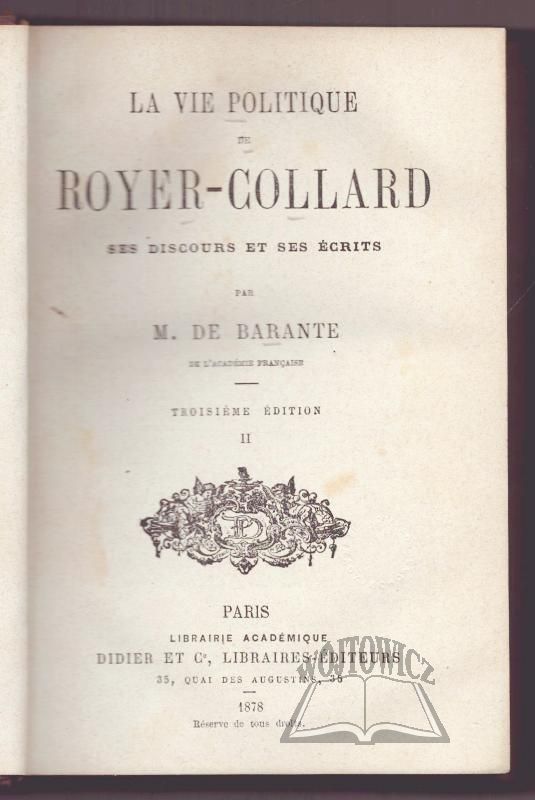 LA VIE POLITIQUE
DE
ROYER-COLLARD
SES DISCOURS ET SES ÉCRITS
PAR
M. DE BARANTE
DE L'ACADÉMIE FRANÇAISE
TROISIÈME ÉDITION
II
PARIS
LIBRAIRIE ACADÉMIQUE
DIDIER ET Ce, LIBRAIRES-ÉDITEURS
35, QUAI DES AUGUSTINS, 35
1878
Réserve de tous droits.
WÓJTOWICZ